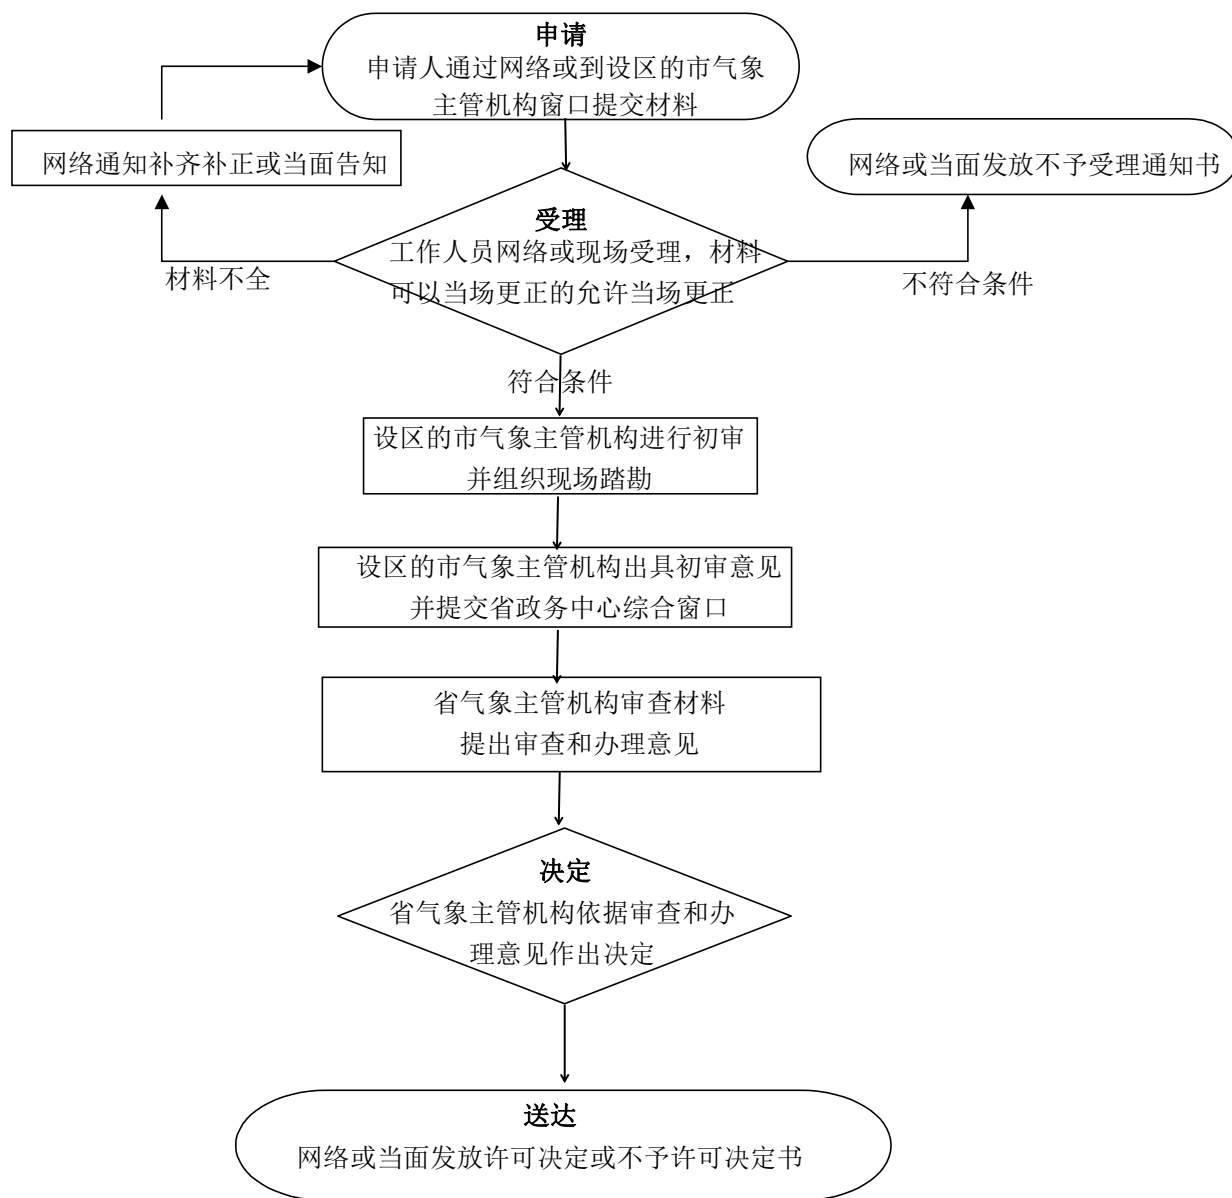 申请
申请人通过网络或到设区的市气象
主管机构窗口提交材料
网络通知补齐补正或当面告知
网络或当面发放不予受理通知书
受理
工作人员网络或现场受理，材料
可以当场更正的允许当场更正
材料不全
不符合条件
符合条件
设区的市气象主管机构进行初审
并组织现场踏勘
设区的市气象主管机构出具初审意见
并提交省政务中心综合窗口
省气象主管机构审查材料
提出审查和办理意见
决定
省气象主管机构依据审查和办
理意见作出决定
送达
网络或当面发放许可决定或不予许可决定书